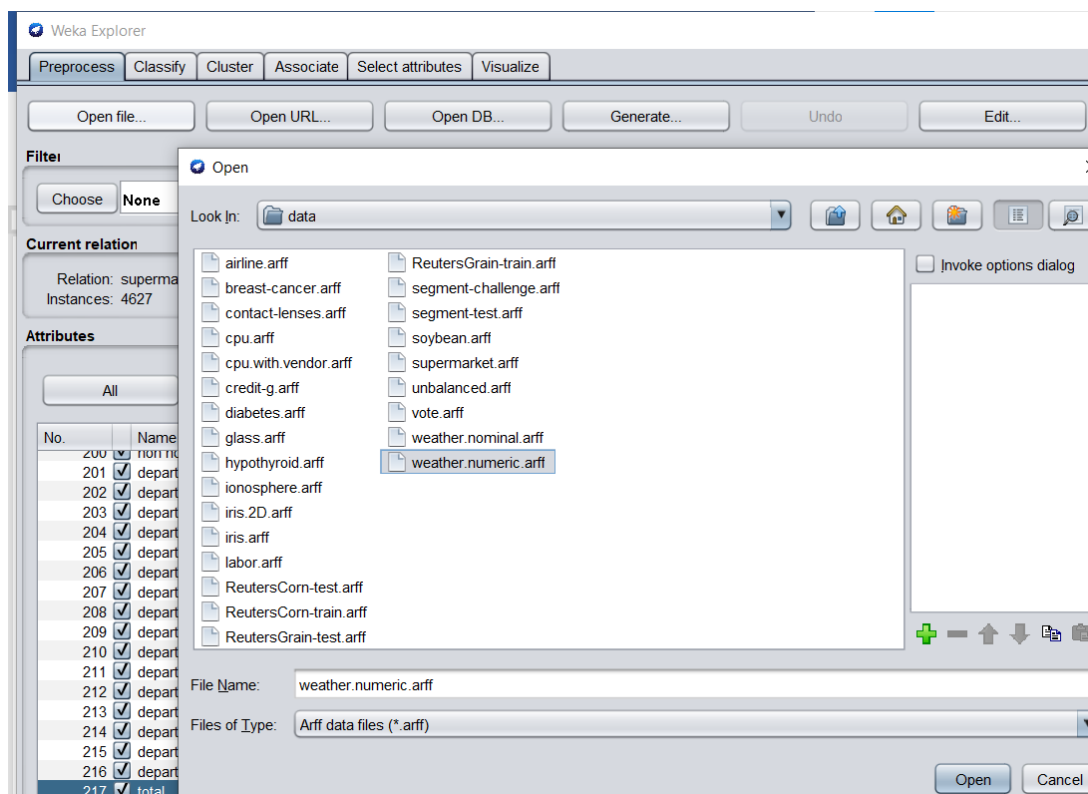 Weka Explorer
Preprocess Classify Cluster Associate Select attributes Visualize
Open file... Open URL... Open DB... Generate... Undo Edit...
Filter
Choose None
Current relation
Relation: superma
Instances: 4627
Attributes
All
No. Name
200 non no
201 depart
202 depart
203 depart
204 depart
205 depart
206 depart
207 depart
208 depart
209 depart
210 depart
211 depart
212 depart
213 depart
214 depart
215 depart
216 depart
217 total
Open
Look In: data
airline.arff
breast-cancer.arff
contact-lenses.arff
cpu.arff
cpu.with.vendor.arff
credit-g.arff
diabetes.arff
glass.arff
hypothyroid.arff
ionosphere.arff
iris.2D.arff
iris.arff
labor.arff
ReutersCorn-test.arff
ReutersCorn-train.arff
ReutersGrain-test.arff
ReutersGrain-train.arff
segment-challenge.arff
segment-test.arff
soybean.arff
supermarket.arff
unbalanced.arff
vote.arff
weather.nominal.arff
weather.numeric.arff
Invoke options dialog
File Name: weather.numeric.arff
Files of Type: Arff data files (*.arff)
Open Cancel